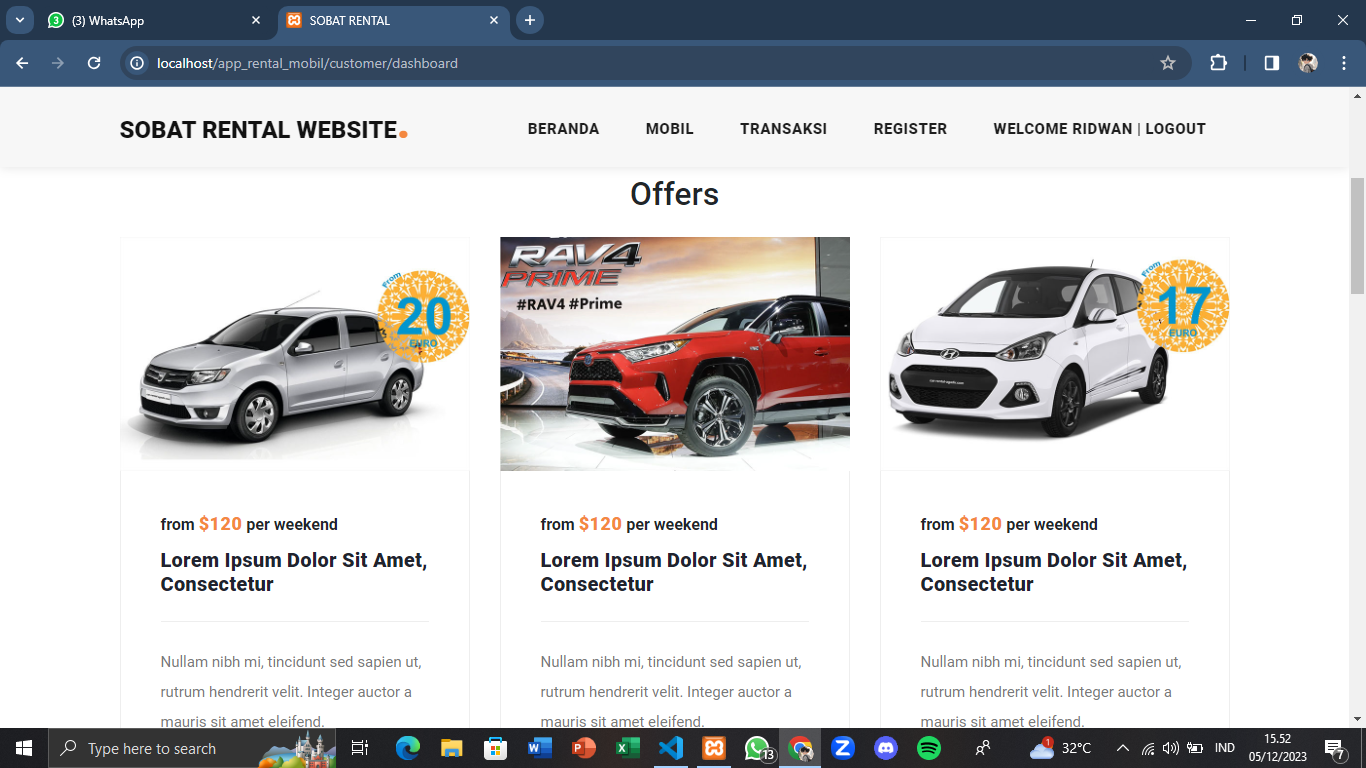 3
(3) WhatsApp
SOBAT RENTAL
localhost/app_rental_mobil/customer/dashboard
SOBAT RENTAL WEBSITE.
BERANDA
MOBIL
TRANSAKSI
REGISTER
WELCOME RIDWAN | LOGOUT
Offers
From
20
EURO
RAV4
PRIME
#RAV4 #Prime
From
17
EURO
from $120 per weekend
Lorem Ipsum Dolor Sit Amet,
Consectetur
Nullam nibh mi, tincidunt sed sapien ut,
rutrum hendrerit velit. Integer auctor a
mauris sit amet eleifend.
from $120 per weekend
Lorem Ipsum Dolor Sit Amet,
Consectetur
Nullam nibh mi, tincidunt sed sapien ut,
rutrum hendrerit velit. Integer auctor a
mauris sit amet eleifend.
from $120 per weekend
Lorem Ipsum Dolor Sit Amet,
Consectetur
Nullam nibh mi, tincidunt sed sapien ut,
rutrum hendrerit velit. Integer auctor a
mauris sit amet eleifend.
Type here to search
13
1
32°C
IND
15.52
05/12/2023
7